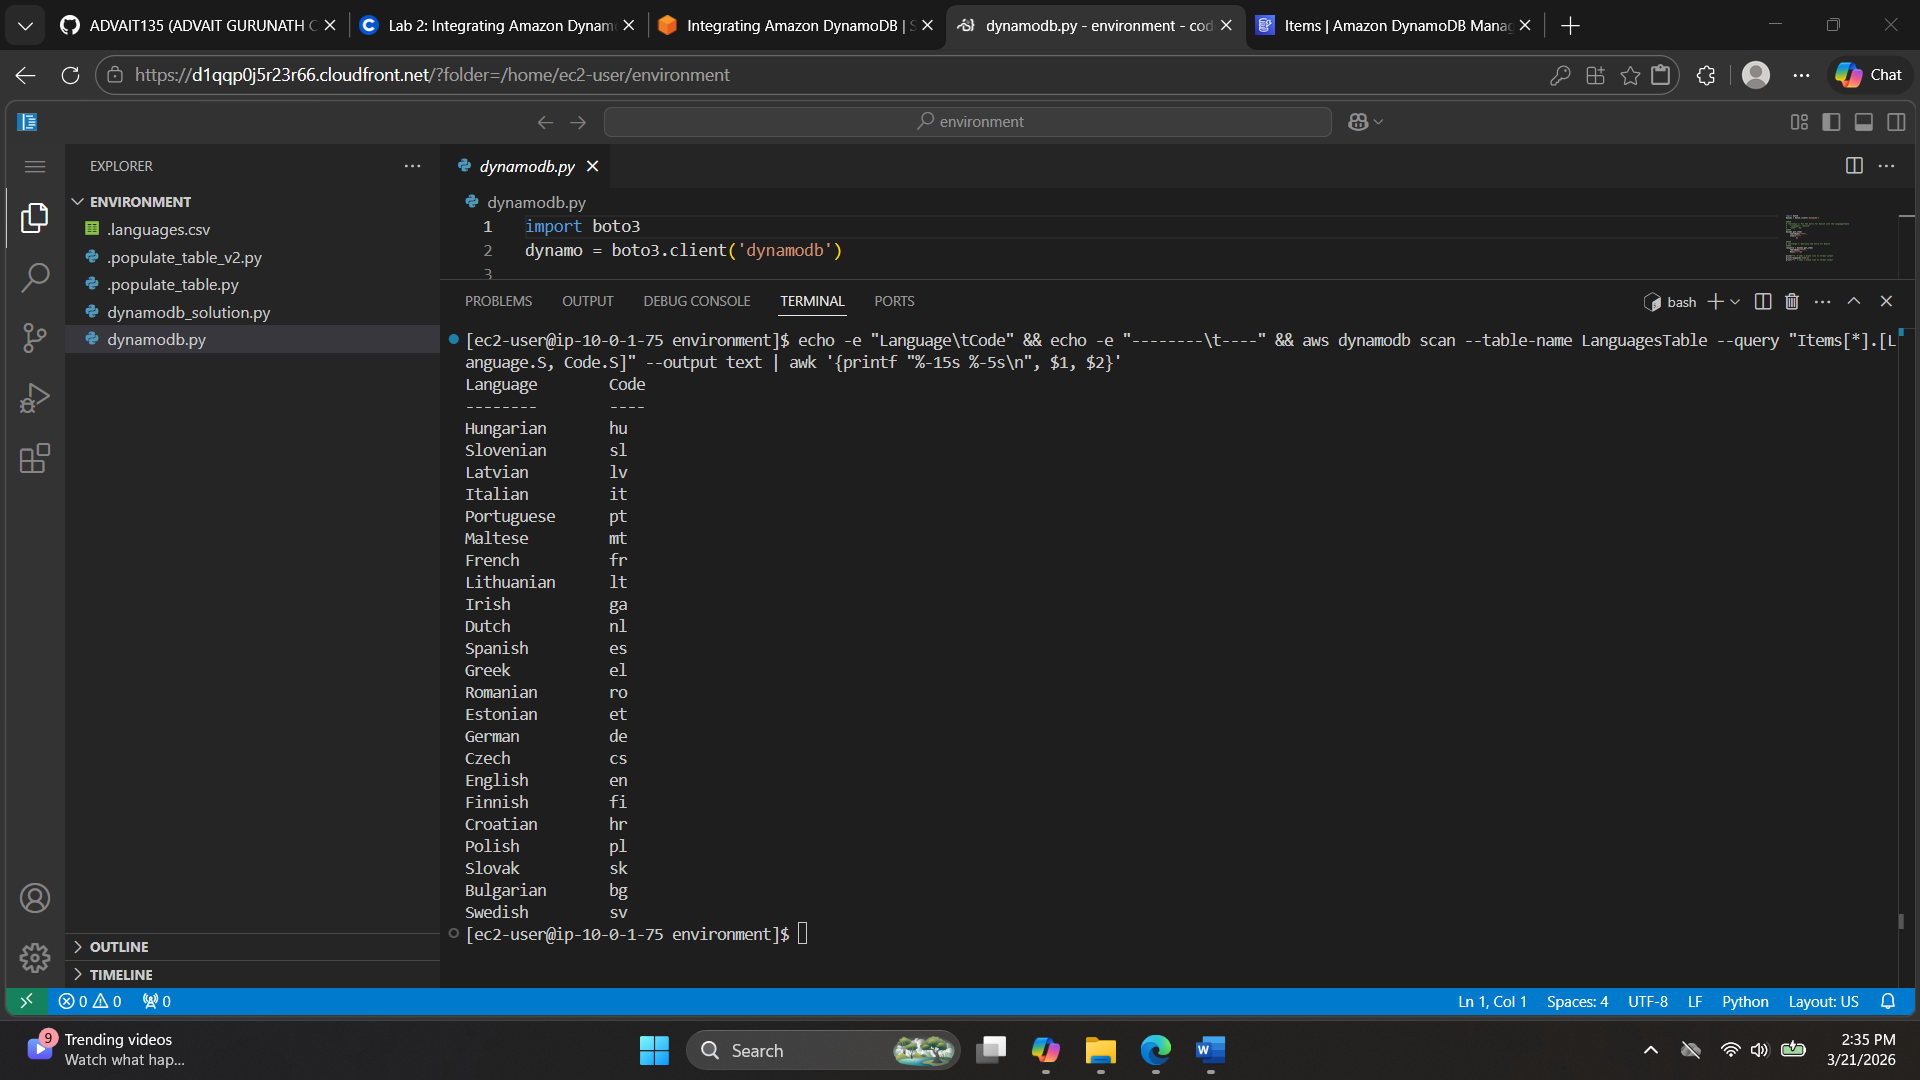 ADVAIT135 (ADVAIT GURUNATH C
Lab 2: Integrating Amazon Dynam
Integrating Amazon DynamoDB | S
dynamodb.py - environment - cod
Items | Amazon DynamoDB Manag
https://d1qqp0j5r23r66.cloudfront.net/?folder=/home/ec2-user/environment
Chat
environment
EXPLORER
ENVIRONMENT
.languages.csv
.populate_table_v2.py
.populate_table.py
dynamodb_solution.py
dynamodb.py
OUTLINE
TIMELINE
dynamodb.py
dynamodb.py
1 import boto3
2 dynamo = boto3.client('dynamodb')
3
PROBLEMS OUTPUT DEBUG CONSOLE TERMINAL PORTS
bash
[ec2-user@ip-10-0-1-75 environment]$ echo -e "Language\tCode" && echo -e "--------\t----" && aws dynamodb scan --table-name LanguagesTable --query "Items[*].[L
anguage.S, Code.S]" --output text | awk '{printf "%-15s %-5s\n", $1, $2}'
Language Code
-------- ----
Hungarian hu
Slovenian sl
Latvian lv
Italian it
Portuguese pt
Maltese mt
French fr
Lithuanian lt
Irish ga
Dutch nl
Spanish es
Greek el
Romanian ro
Estonian et
German de
Czech cs
English en
Finnish fi
Croatian hr
Polish pl
Slovak sk
Bulgarian bg
Swedish sv
[ec2-user@ip-10-0-1-75 environment]$
0 0 0
Ln 1, Col 1 Spaces: 4 UTF-8 LF Python Layout: US
9
Trending videos
Watch what hap...
Search
2:35 PM
3/21/2026